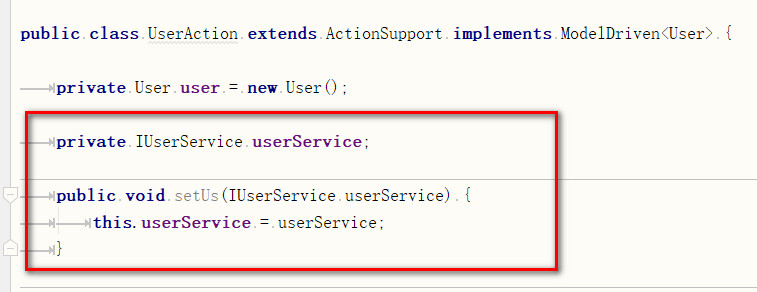 public class UserAction extends ActionSupport implements ModelDriven<User> {
private User user = new User();
private IUserService userService;
public void setUs(IUserService userService) {
this.userService = userService;
}